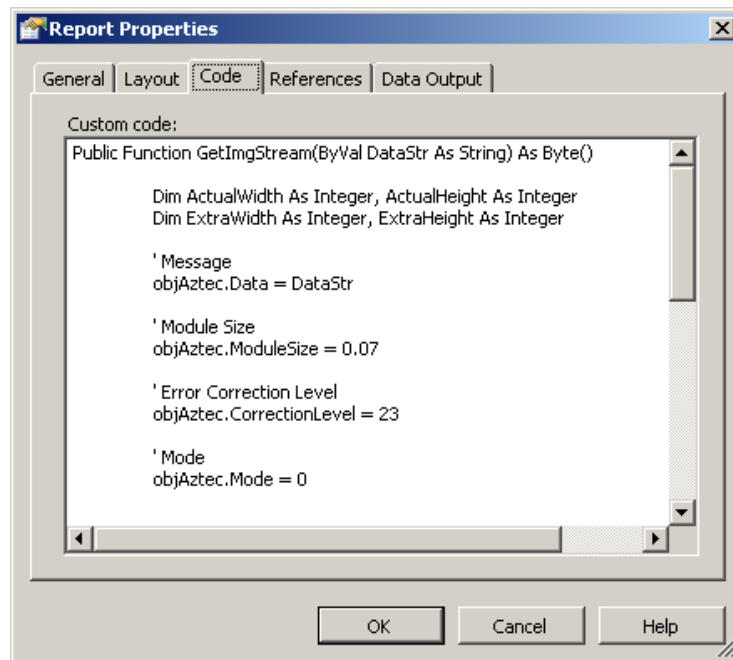 Report Properties
General Layout Code References Data Output
Custom code:
Public Function GetImgStream(ByVal DataStr As String) As Byte()
Dim ActualWidth As Integer, ActualHeight As Integer
Dim ExtraWidth As Integer, ExtraHeight As Integer
' Message
objAztec.Data = DataStr
' Module Size
objAztec.ModuleSize = 0.07
' Error Correction Level
objAztec.CorrectionLevel = 23
' Mode
objAztec.Mode = 0
OK Cancel Help